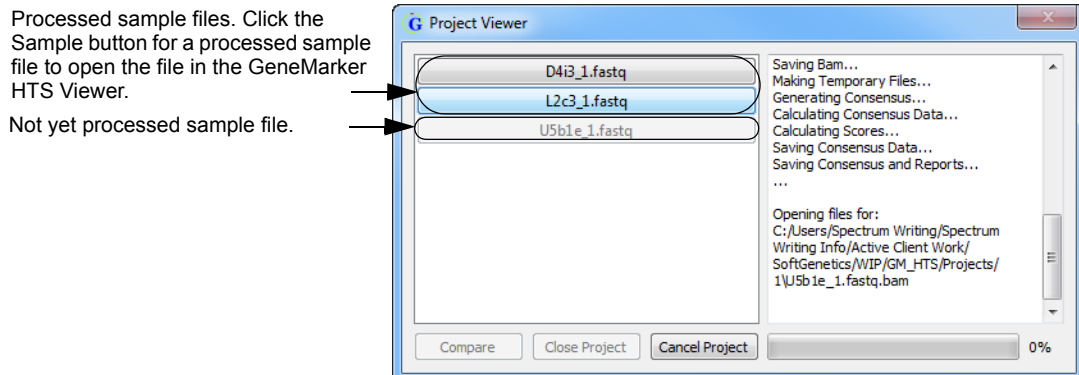 Processed sample files. Click the
Sample button for a processed sample
file to open the file in the GeneMarker
HTS Viewer.
Not yet processed sample file.
G Project Viewer
x
D4i3_1.fastq
L2c3_1.fastq
U5b1e_1.fastq
Saving Bam...
Making Temporary Files...
Generating Consensus...
Calculating Consensus Data...
Calculating Scores...
Saving Consensus Data...
Saving Consensus and Reports...
...
Opening files for:
C:/Users/Spectrum Writing/Spectrum
Writing Info/Active Client Work/
SoftGenetics/WIP/GM_HTS/Projects/
1\U5b1e_1.fastq.bam
Compare
Close Project
Cancel Project
0%